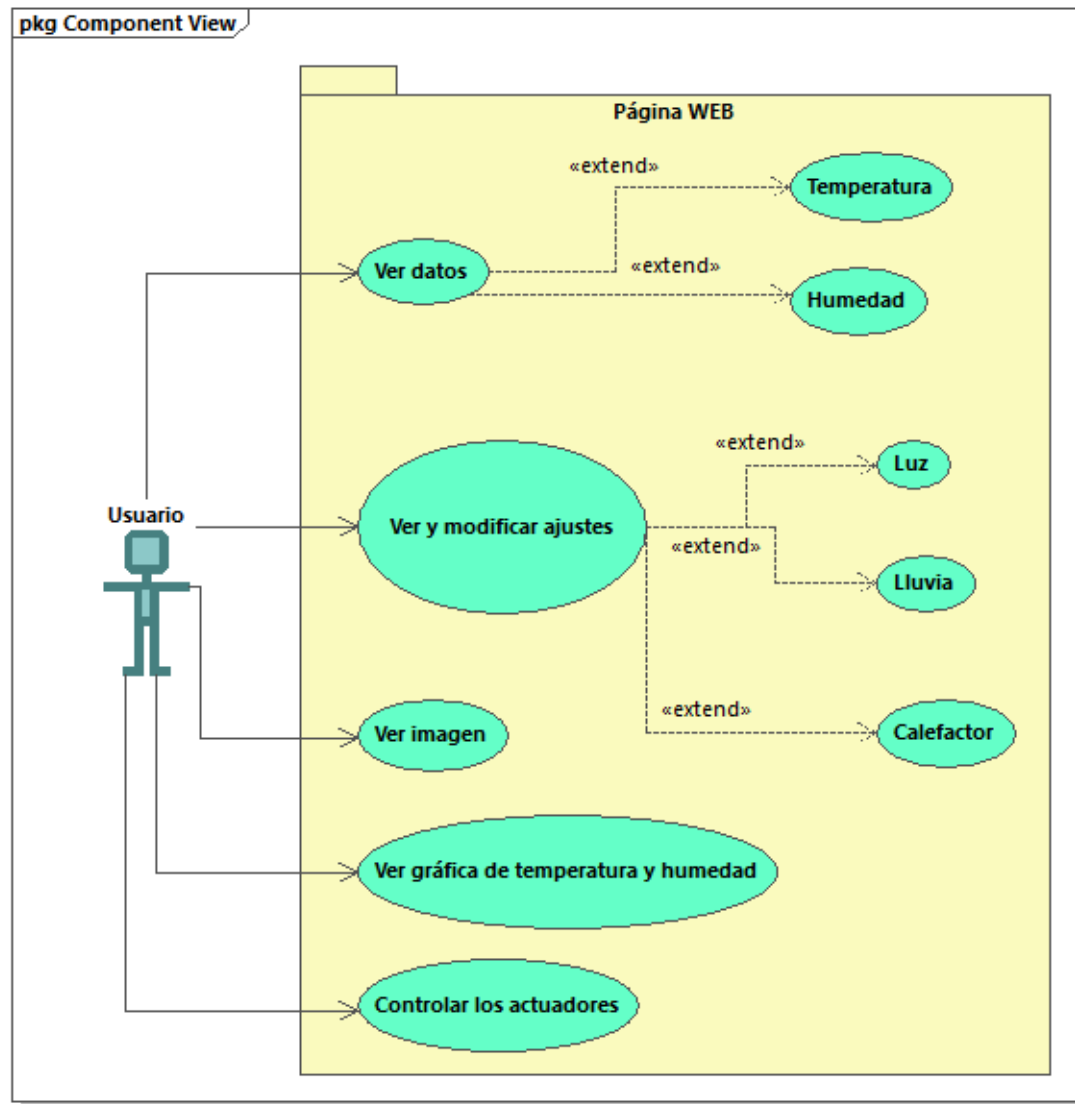 pkg Component View
Página WEB
«extend»
Temperatura
Ver datos
«extend»
Humedad
«extend»
Luz
Usuario
Ver y modificar ajustes
«extend»
Lluvia
«extend»
Ver imagen
Calefactor
Ver gráfica de temperatura y humedad
Controlar los actuadores